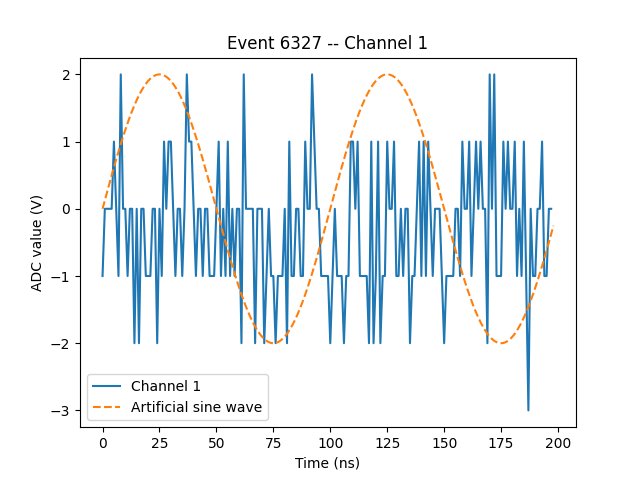 Event 6327 -- Channel 1
ADC value (V)
2
1
0
−1
−2
−3
Channel 1
Artificial sine wave
0 25 50 75 100 125 150 175 200
Time (ns)